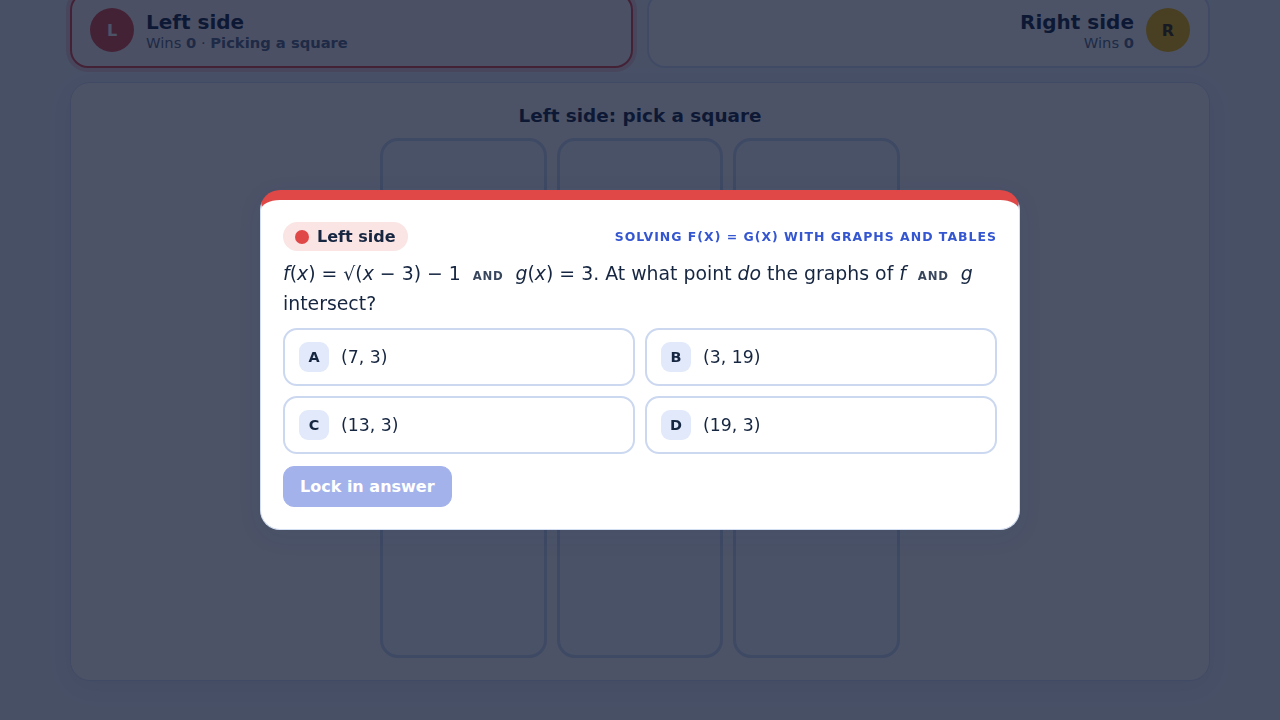 L
Left side
Wins 0 · Picking a square
Right side
Wins 0
R
Left side: pick a square
Left side
SOLVING F(X) = G(X) WITH GRAPHS AND TABLES
f(x) = √(x − 3) − 1 AND g(x) = 3. At what point do the graphs of f AND g
intersect?
A (7, 3)
B (3, 19)
C (13, 3)
D (19, 3)
Lock in answer